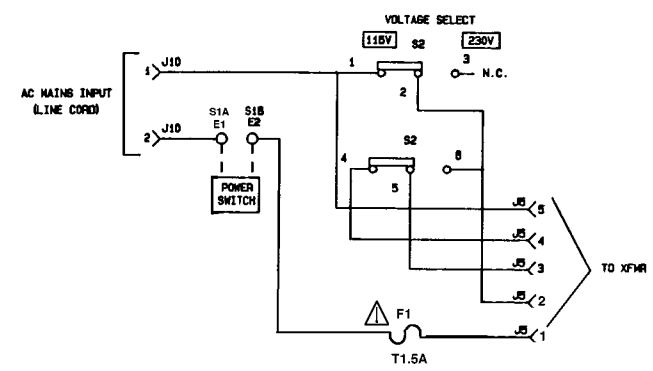 VOLTAGE SELECT
115V
S2
230V
1
2
3
N.C.
AC MAINS INPUT
(LINE CORD)
1
J10
2
J10
S1A
E1
S1B
E2
POWER
SWITCH
S2
4
5
6
J5
5
J5
4
J5
3
J5
2
J5
1
TO XFMR
F1
T1.5A